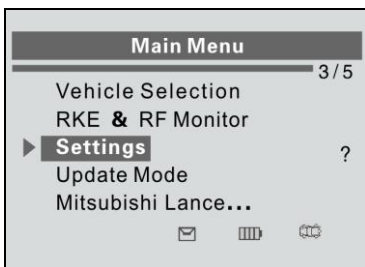 Main Menu
3/5
Vehicle Selection
RKE & RF Monitor
Settings
?
Update Mode
Mitsubishi Lance...